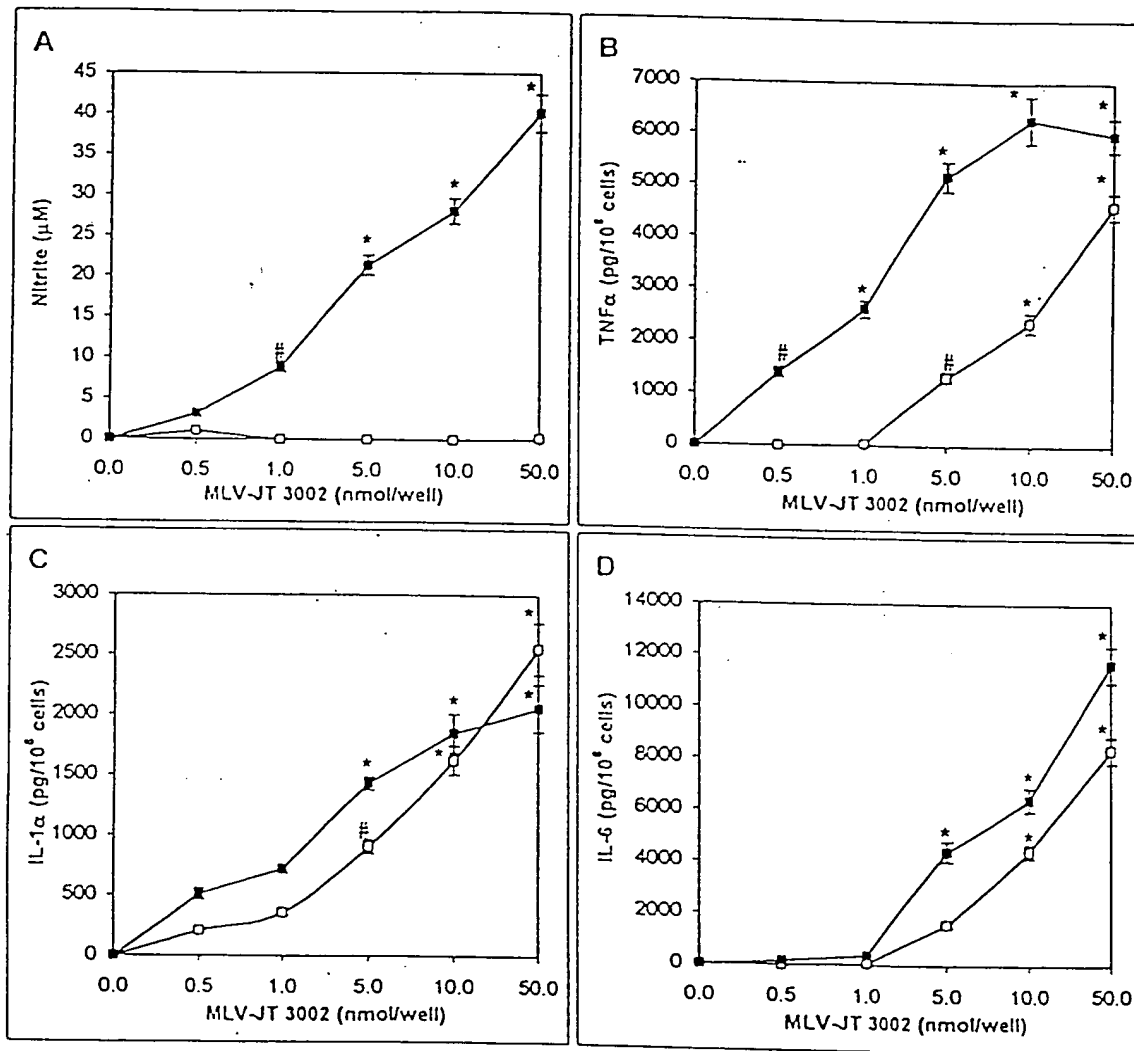 A
Nitrite (µM)
45
40
35
30
25
20
15
10
5
0
0.0 0.5 1.0 5.0 10.0 50.0
MLV-JT 3002 (nmol/well)
* * * * #
B
TNFα (pg/10⁶ cells)
7000
6000
5000
4000
3000
2000
1000
0
0.0 0.5 1.0 5.0 10.0 50.0
MLV-JT 3002 (nmol/well)
# * * * * # * *
C
IL-1α (pg/10⁶ cells)
3000
2500
2000
1500
1000
500
0
0.0 0.5 1.0 5.0 10.0 50.0
MLV-JT 3002 (nmol/well)
* * * # * *
D
IL-6 (pg/10⁶ cells)
14000
12000
10000
8000
6000
4000
2000
0
0.0 0.5 1.0 5.0 10.0 50.0
MLV-JT 3002 (nmol/well)
* * * * *